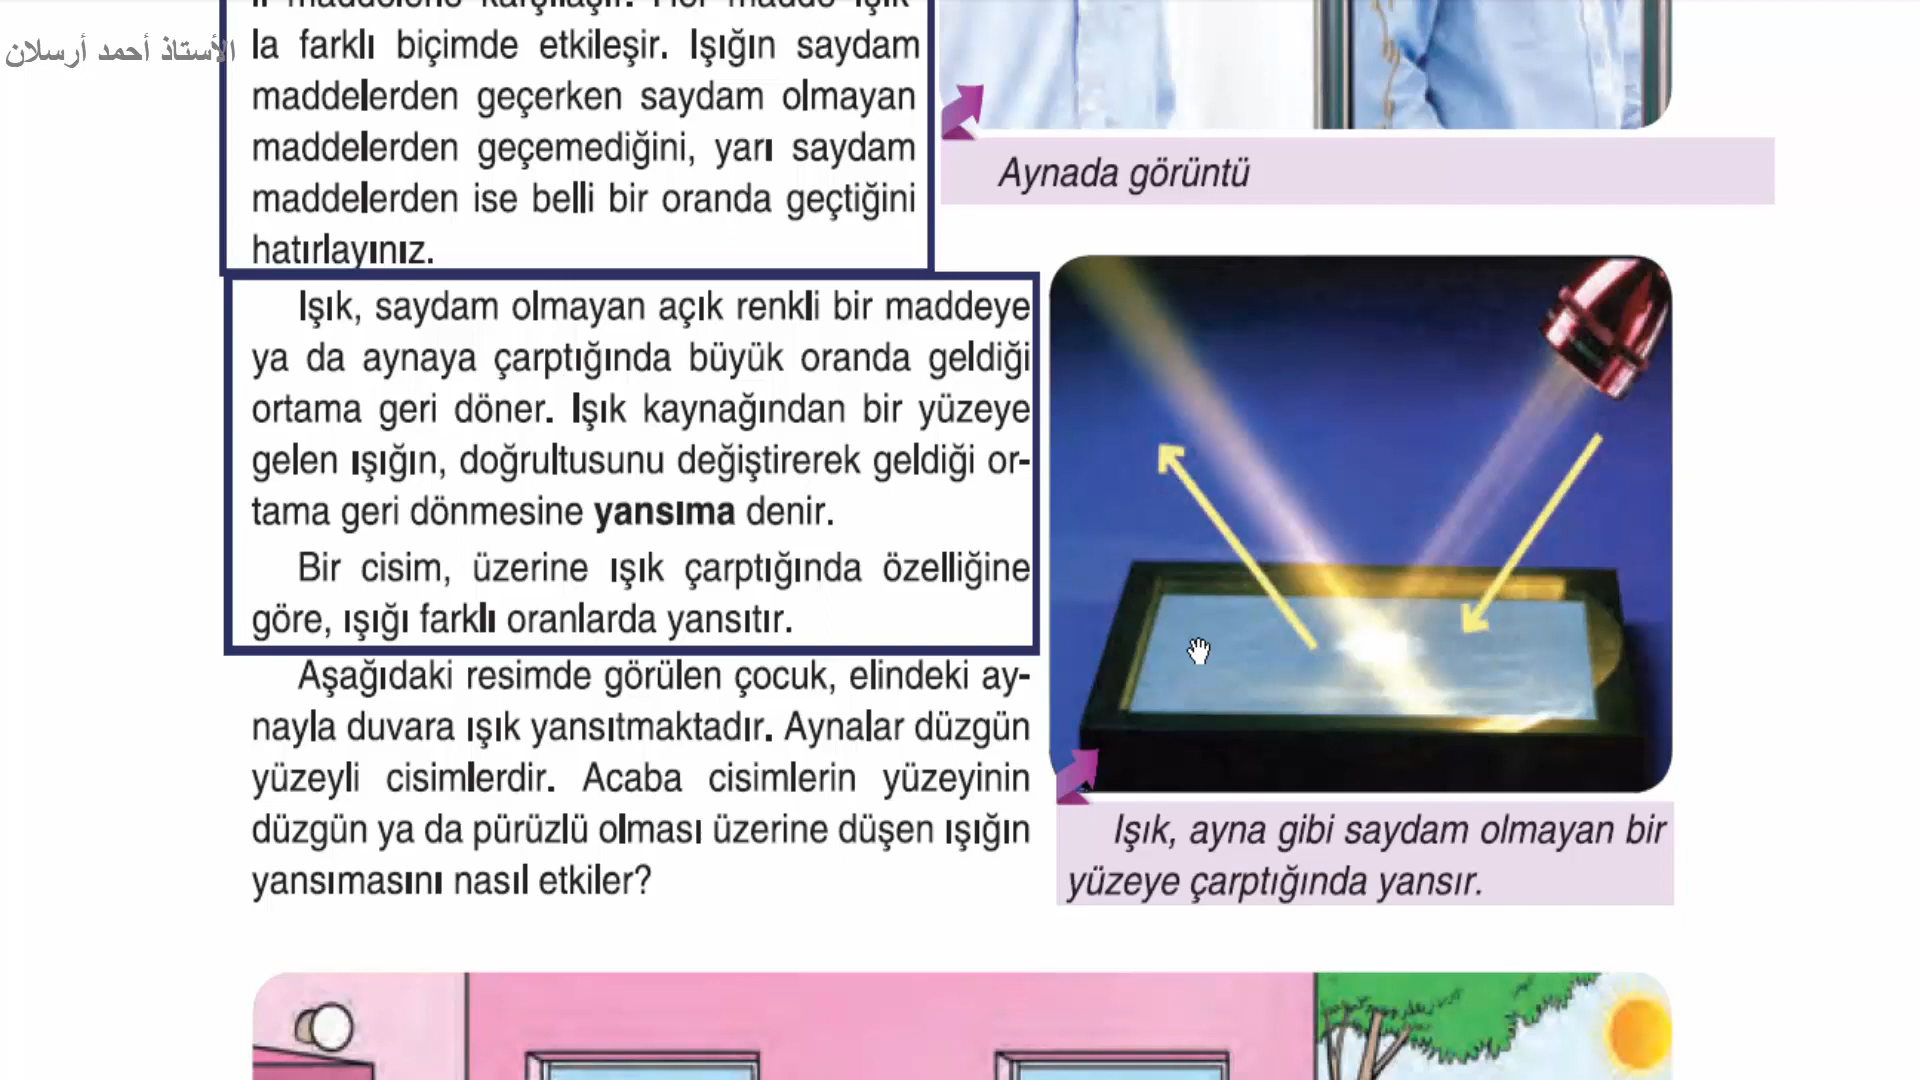 الأستاذ أحمد أرسلان
la farklı biçimde etkileşir. Işığın saydam
maddelerden geçerken saydam olmayan
maddelerden geçemediğini, yarı saydam
maddelerden ise belli bir oranda geçtiğini
hatırlayınız.
Işık, saydam olmayan açık renkli bir maddeye
ya da aynaya çarptığında büyük oranda geldiği
ortama geri döner. Işık kaynağından bir yüzeye
gelen ışığın, doğrultusunu değiştirerek geldiği or-
tama geri dönmesine yansıma denir.
Bir cisim, üzerine ışık çarptığında özelliğine
göre, ışığı farklı oranlarda yansıtır.
Aşağıdaki resimde görülen çocuk, elindeki ay-
nayla duvara ışık yansıtmaktadır. Aynalar düzgün
yüzeyli cisimlerdir. Acaba cisimlerin yüzeyinin
düzgün ya da pürüzlü olması üzerine düşen ışığın
yansımasını nasıl etkiler?
Aynada görüntü
Işık, ayna gibi saydam olmayan bir
yüzeye çarptığında yansır.